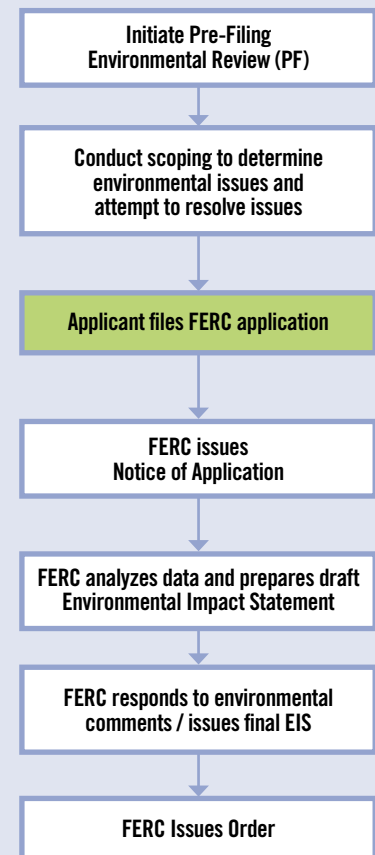 Initiate Pre-Filing
Environmental Review (PF)
Conduct scoping to determine
environmental issues and
attempt to resolve issues
Applicant files FERC application
FERC issues
Notice of Application
FERC analyzes data and prepares draft
Environmental Impact Statement
FERC responds to environmental
comments / issues final EIS
FERC Issues Order